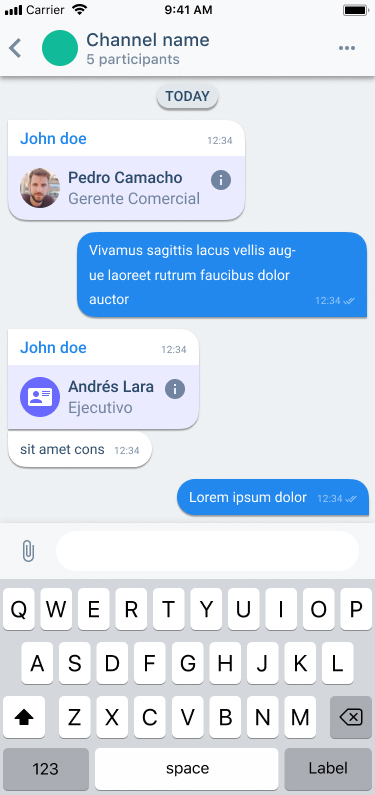 Carrier 9:41 AM
Channel name
5 participants
TODAY
John doe 12:34
Pedro Camacho
Gerente Comercial
Vivamus sagittis lacus vellis aug-
ue laoreet rutrum faucibus dolor
auctor 12:34
John doe 12:34
Andrés Lara
Ejecutivo
sit amet cons 12:34
Lorem ipsum dolor 12:34
Q W E R T Y U I O P
A S D F G H J K L
Z X C V B N M
123 space Label